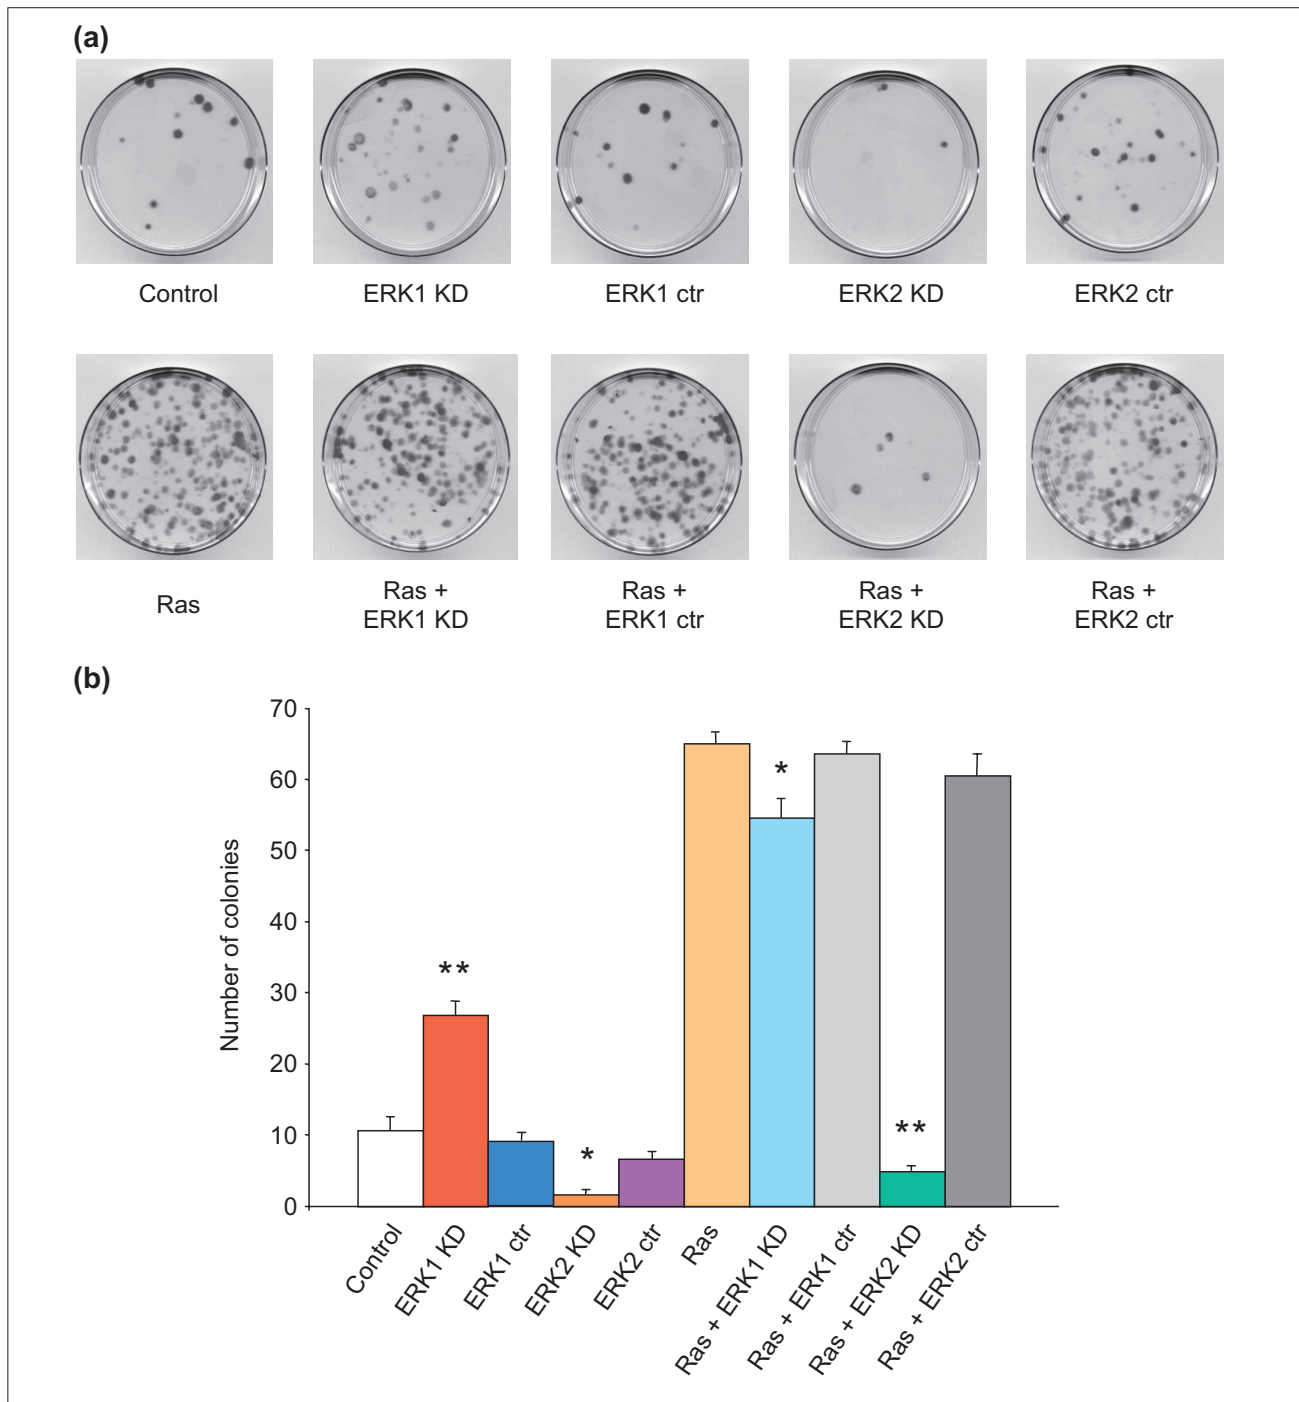 (a)
Control
ERK1 KD
ERK1 ctr
ERK2 KD
ERK2 ctr
Ras
Ras +
ERK1 KD
Ras +
ERK1 ctr
Ras +
ERK2 KD
Ras +
ERK2 ctr
(b)
Number of colonies
70
60
50
40
30
20
10
0
**
*
*
**
Control
ERK1 KD
ERK1 ctr
ERK2 KD
ERK2 ctr
Ras
Ras + ERK1 KD
Ras + ERK1 ctr
Ras + ERK2 KD
Ras + ERK2 ctr